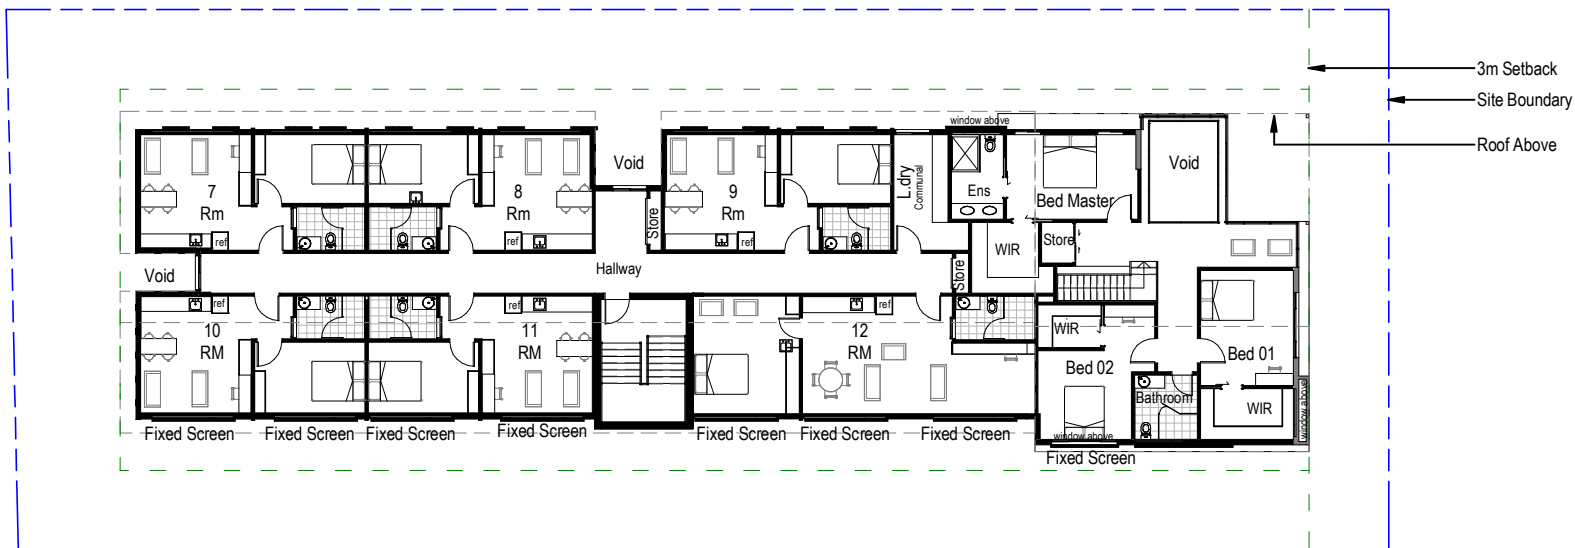 3m Setback
Site Boundary
Roof Above
window above
Void
Void
7
Rm
8
Rm
9
Rm
L.dry
Communal
Ens
Bed Master
Store
ref
ref
WIR
Store
Void
Hallway
Store
ref
ref
ref
10
RM
11
RM
12
RM
WIR
Bed 02
Bed 01
Bathroom
WIR
window above
window above
Fixed Screen
Fixed Screen
Fixed Screen
Fixed Screen
Fixed Screen
Fixed Screen
Fixed Screen
Fixed Screen
ref